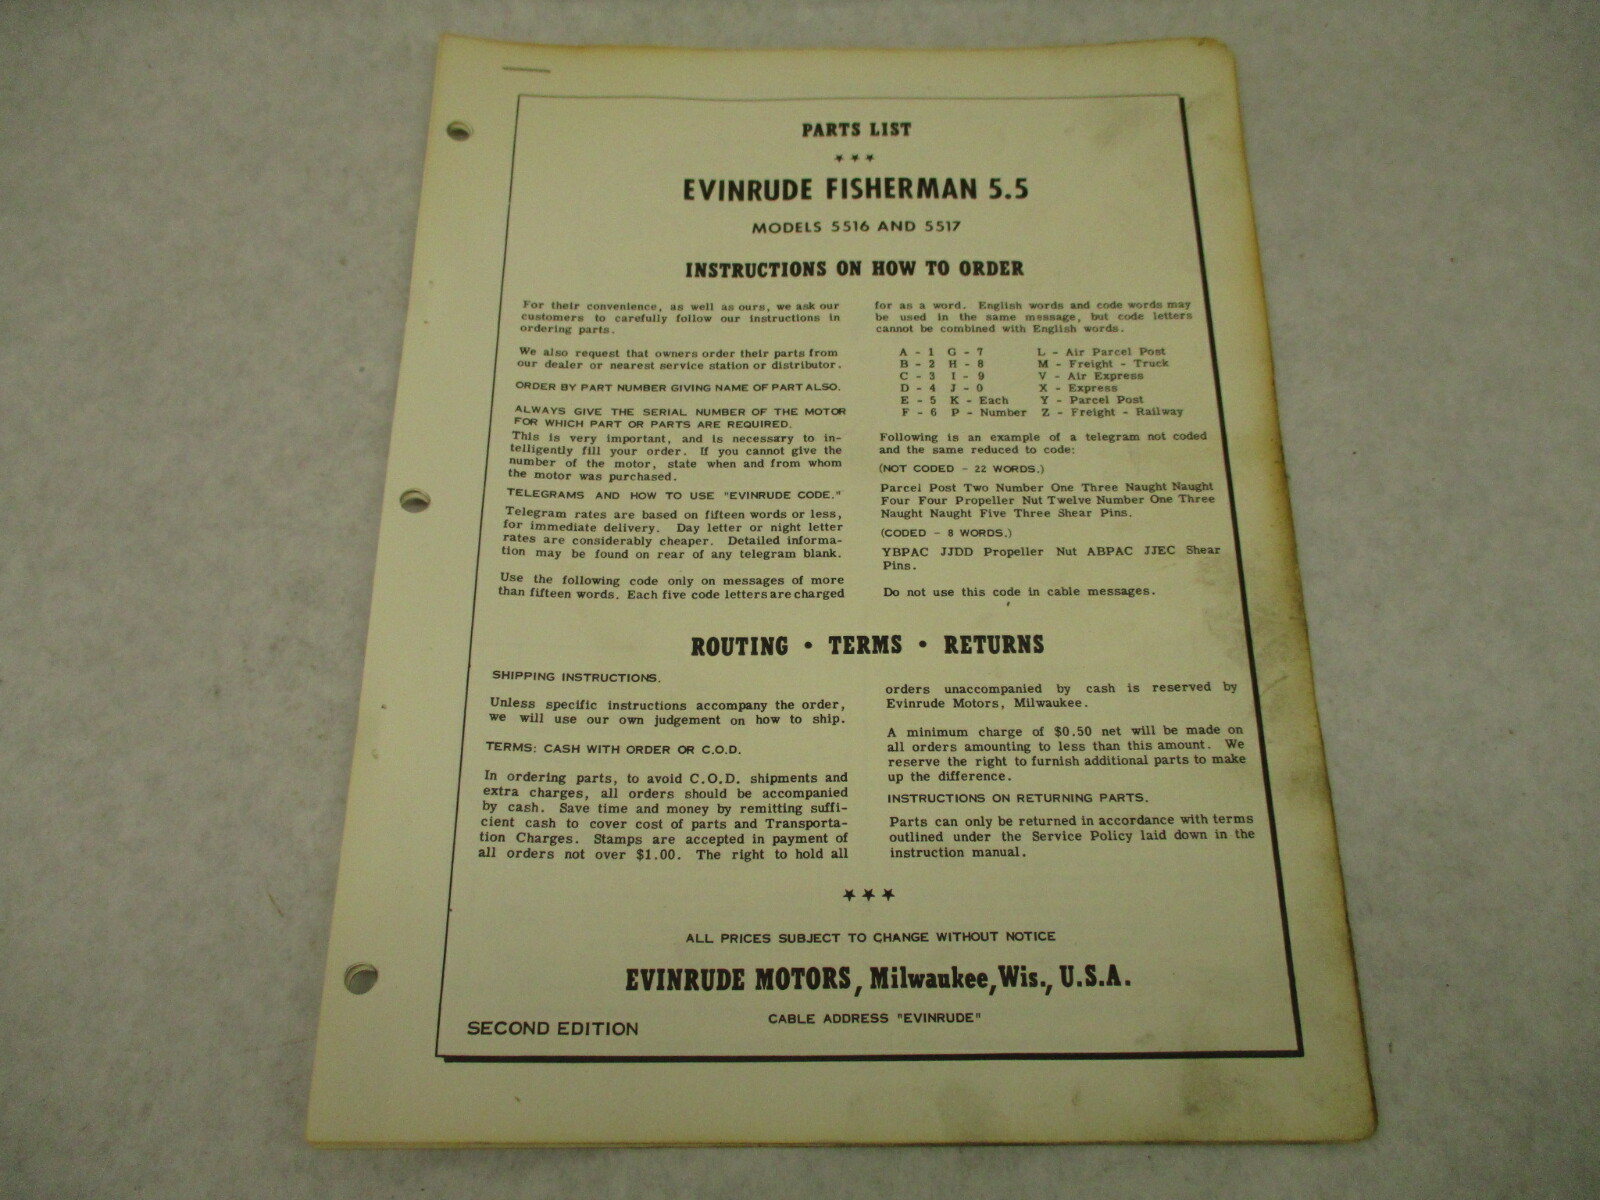 PARTS LIST
★ ★ ★
EVINRUDE FISHERMAN 5.5
MODELS 5516 AND 5517
INSTRUCTIONS ON HOW TO ORDER
For their convenience, as well as ours, we ask our
customers to carefully follow our instructions in
ordering parts.
We also request that owners order their parts from
our dealer or nearest service station or distributor.
ORDER BY PART NUMBER GIVING NAME OF PART ALSO.
ALWAYS GIVE THE SERIAL NUMBER OF THE MOTOR
FOR WHICH PART OR PARTS ARE REQUIRED.
This is very important, and is necessary to in-
telligently fill your order. If you cannot give the
number of the motor, state when and from whom
the motor was purchased.
TELEGRAMS AND HOW TO USE "EVINRUDE CODE."
Telegram rates are based on fifteen words or less,
for immediate delivery. Day letter or night letter
rates are considerably cheaper. Detailed informa-
tion may be found on rear of any telegram blank.
Use the following code only on messages of more
than fifteen words. Each five code letters are charged
for as a word. English words and code words may
be used in the same message, but code letters
cannot be combined with English words.
A - 1 G - 7 L - Air Parcel Post
B - 2 H - 8 M - Freight - Truck
C - 3 I - 9 V - Air Express
D - 4 J - 0 X - Express
E - 5 K - Each Y - Parcel Post
F - 6 P - Number Z - Freight - Railway
Following is an example of a telegram not coded
and the same reduced to code:
(NOT CODED - 22 WORDS.)
Parcel Post Two Number One Three Naught Naught
Four Four Propeller Nut Twelve Number One Three
Naught Naught Five Three Shear Pins.
(CODED - 8 WORDS.)
YBPAC JJDD Propeller Nut ABPAC JJEC Shear
Pins.
Do not use this code in cable messages.
ROUTING • TERMS • RETURNS
SHIPPING INSTRUCTIONS.
Unless specific instructions accompany the order,
we will use our own judgement on how to ship.
TERMS: CASH WITH ORDER OR C.O.D.
In ordering parts, to avoid C.O.D. shipments and
extra charges, all orders should be accompanied
by cash. Save time and money by remitting suffi-
cient cash to cover cost of parts and Transporta-
tion Charges. Stamps are accepted in payment of
all orders not over $1.00. The right to hold all
orders unaccompanied by cash is reserved by
Evinrude Motors, Milwaukee.
A minimum charge of $0.50 net will be made on
all orders amounting to less than this amount. We
reserve the right to furnish additional parts to make
up the difference.
INSTRUCTIONS ON RETURNING PARTS.
Parts can only be returned in accordance with terms
outlined under the Service Policy laid down in the
instruction manual.
★ ★ ★
ALL PRICES SUBJECT TO CHANGE WITHOUT NOTICE
EVINRUDE MOTORS, Milwaukee, Wis., U.S.A.
CABLE ADDRESS "EVINRUDE"
SECOND EDITION